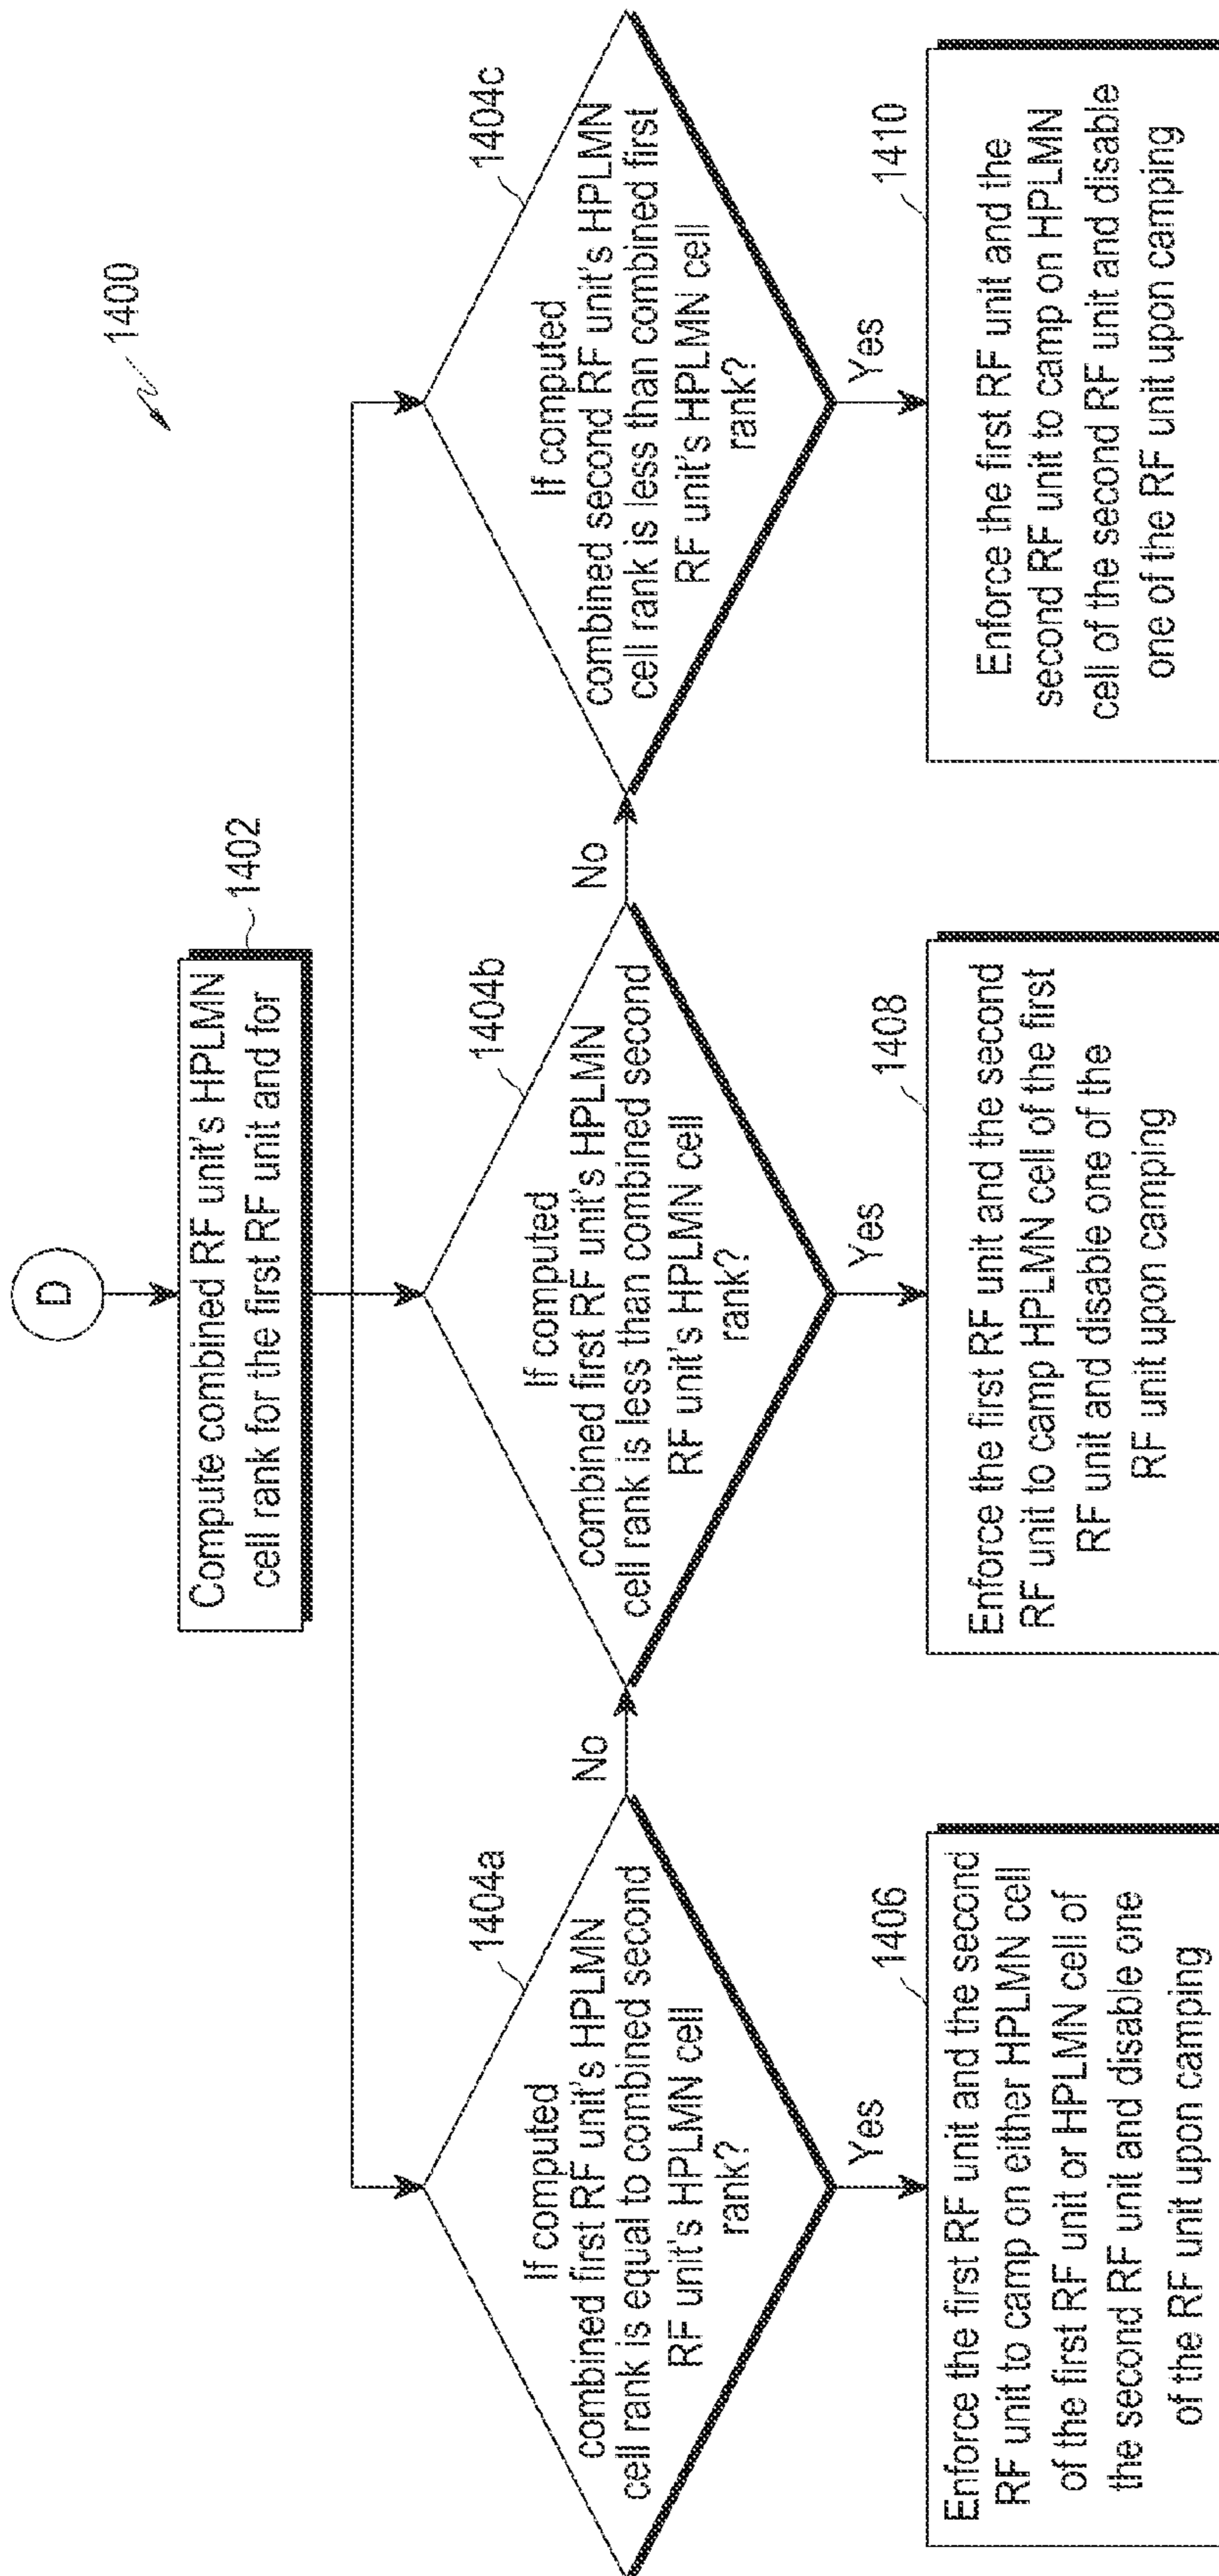 1400
D
Compute combined RF unit's HPLMN
cell rank for the first RF unit and for
1402
If computed
combined first RF unit's HPLMN
cell rank is equal to combined second
RF unit's HPLMN cell
rank?
1404a
No
If computed
combined first RF unit's HPLMN
cell rank is less than combined second
RF unit's HPLMN cell
rank?
1404b
No
If computed
combined second RF unit's HPLMN
cell rank is less than combined first
RF unit's HPLMN cell
rank?
1404c
Yes
Yes
Yes
1406
Enforce the first RF unit and the second
RF unit to camp on either HPLMN cell
of the first RF unit or HPLMN cell of
the second RF unit and disable one
of the RF unit upon camping
1408
Enforce the first RF unit and the second
RF unit to camp HPLMN cell of the first
RF unit and disable one of the
RF unit upon camping
1410
Enforce the first RF unit and the
second RF unit to camp on HPLMN
cell of the second RF unit and disable
one of the RF unit upon camping